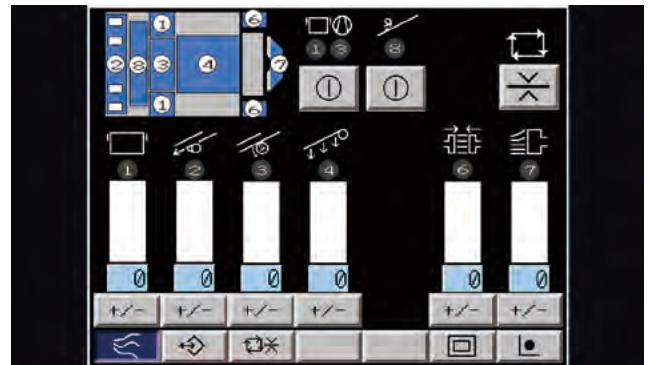 1 6
2 8 3 4 7
1 6
1 3 8
1 2 3 4 6 7
0 0 0 0 0 0
+/- +/- +/- +/- +/- +/-